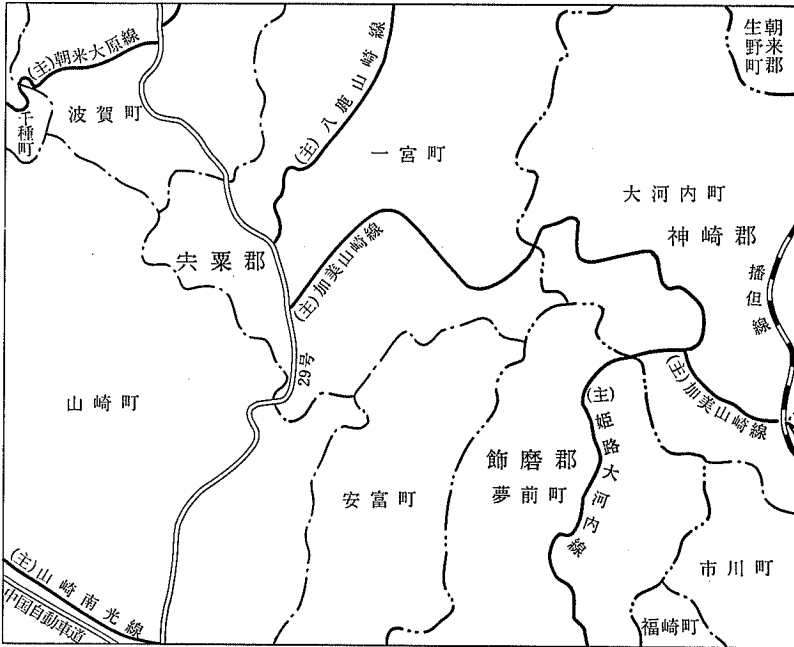 (主)朝来大原線
波賀町
千種町
(主)八鹿山崎線
一宮町
朝来郡
生野町
大河内町
神崎郡
播但線
宍粟郡
(主)加美山崎線
29号
山崎町
(主)加美山崎線
(主)姫路大河内線
飾磨郡
夢前町
安富町
市川町
福崎町
(主)山崎南光線
中国自動車道